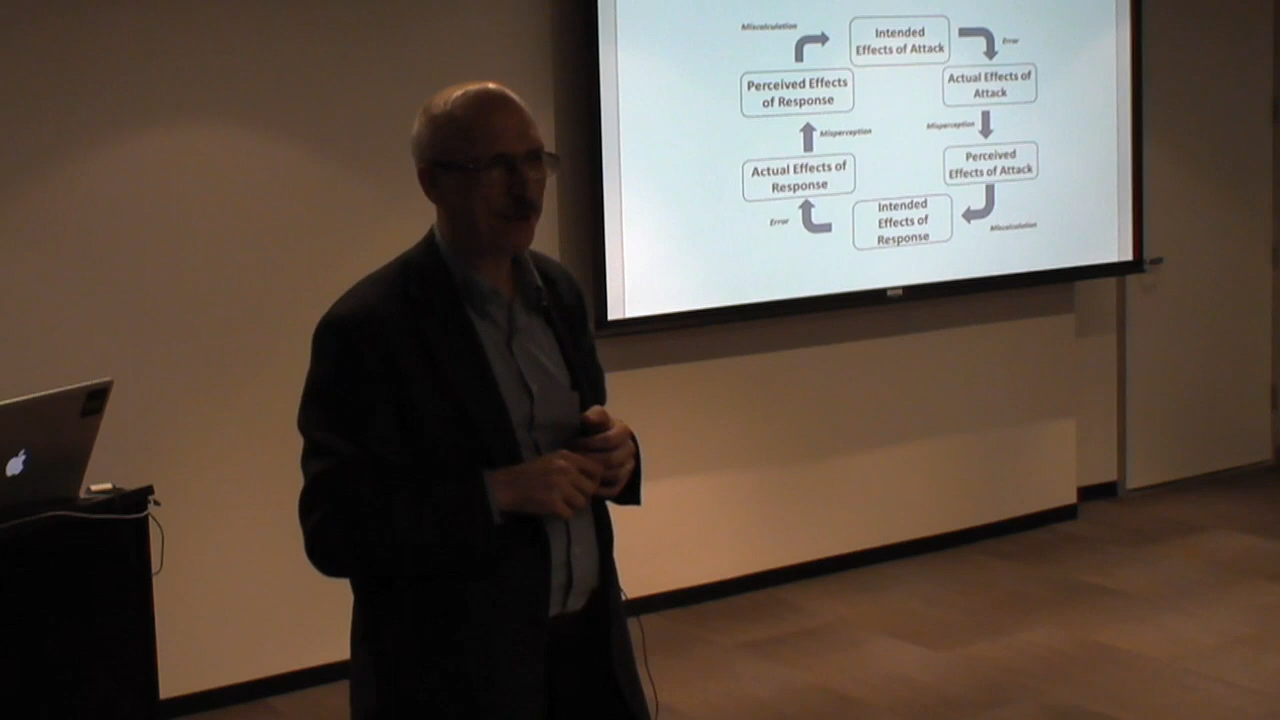 Miscalculation
Intended
Effects of Attack
Error
Actual Effects of
Attack
Misperception
Perceived
Effects of Attack
Miscalculation
Intended
Effects of
Response
Error
Actual Effects of
Response
Misperception
Perceived Effects
of Response